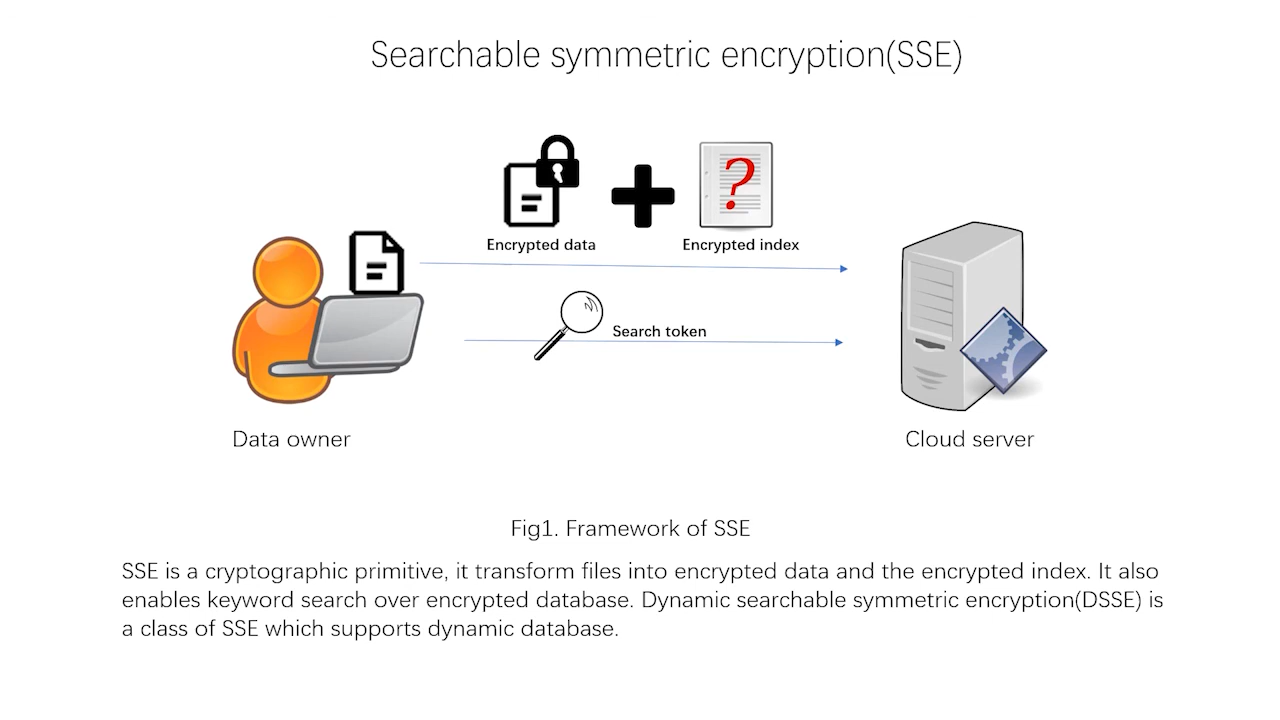 Searchable symmetric encryption(SSE)
?
Encrypted data
Encrypted index
Search token
Data owner
Cloud server
Fig1. Framework of SSE
SSE is a cryptographic primitive, it transform files into encrypted data and the encrypted index. It also
enables keyword search over encrypted database. Dynamic searchable symmetric encryption(DSSE) is
a class of SSE which supports dynamic database.